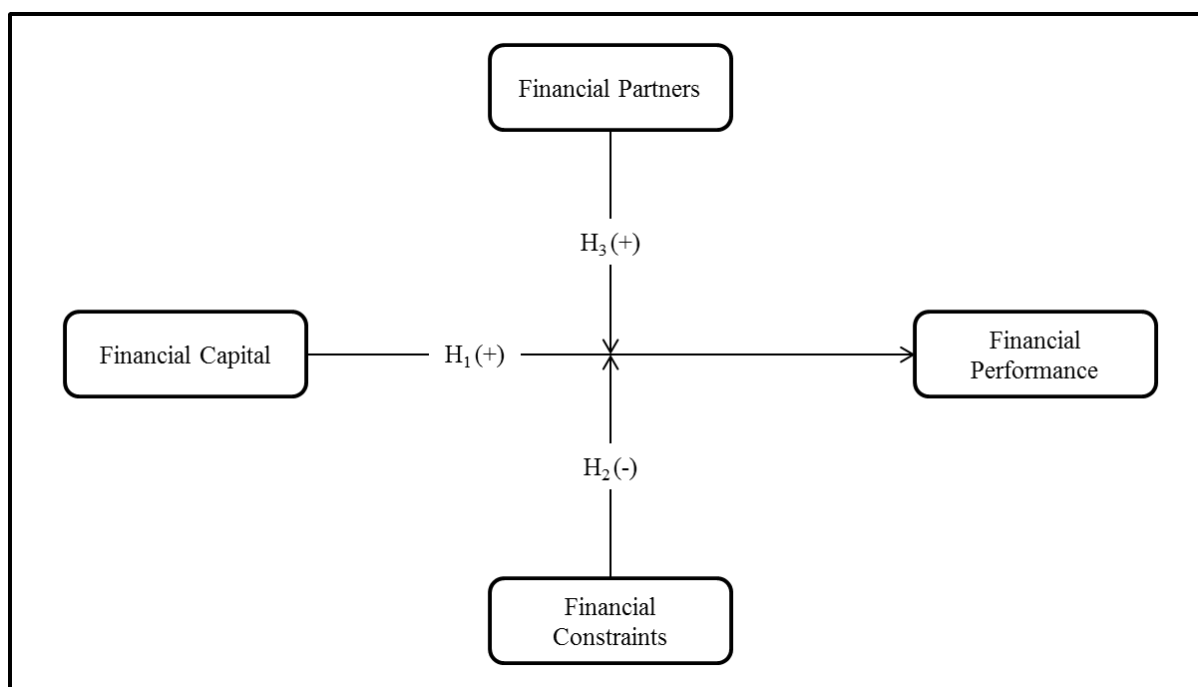 Financial Partners
H₃(+)
Financial Capital
H₁(+)
Financial
Performance
H₂(-)
Financial
Constraints